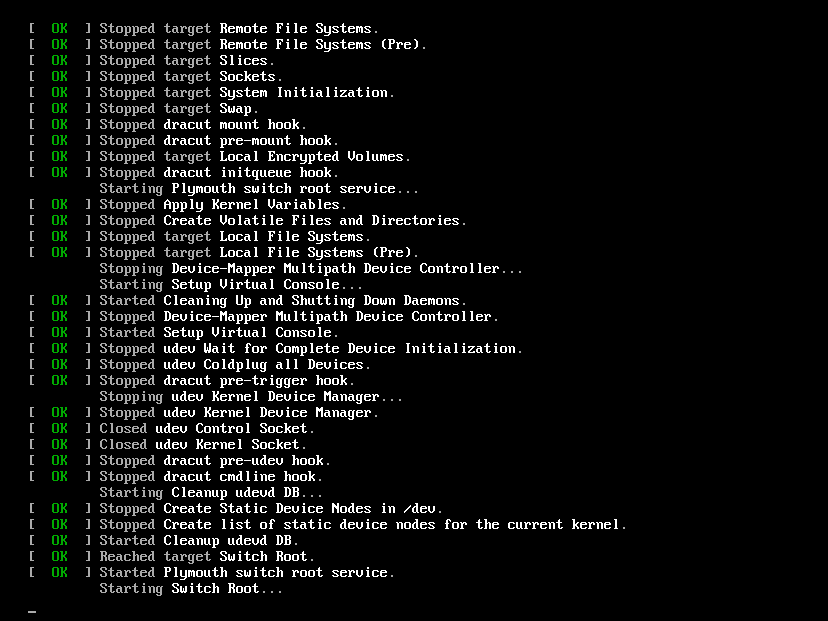 [  OK  ] Stopped target Remote File Systems.
[  OK  ] Stopped target Remote File Systems (Pre).
[  OK  ] Stopped target Slices.
[  OK  ] Stopped target Sockets.
[  OK  ] Stopped target System Initialization.
[  OK  ] Stopped target Swap.
[  OK  ] Stopped dracut mount hook.
[  OK  ] Stopped dracut pre-mount hook.
[  OK  ] Stopped target Local Encrypted Volumes.
[  OK  ] Stopped dracut initqueue hook.
         Starting Plymouth switch root service...
[  OK  ] Stopped Apply Kernel Variables.
[  OK  ] Stopped Create Volatile Files and Directories.
[  OK  ] Stopped target Local File Systems.
[  OK  ] Stopped target Local File Systems (Pre).
         Stopping Device-Mapper Multipath Device Controller...
         Starting Setup Virtual Console...
[  OK  ] Started Cleaning Up and Shutting Down Daemons.
[  OK  ] Stopped Device-Mapper Multipath Device Controller.
[  OK  ] Started Setup Virtual Console.
[  OK  ] Stopped udev Wait for Complete Device Initialization.
[  OK  ] Stopped udev Coldplug all Devices.
[  OK  ] Stopped dracut pre-trigger hook.
         Stopping udev Kernel Device Manager...
[  OK  ] Stopped udev Kernel Device Manager.
[  OK  ] Closed udev Control Socket.
[  OK  ] Closed udev Kernel Socket.
[  OK  ] Stopped dracut pre-udev hook.
[  OK  ] Stopped dracut cmdline hook.
         Starting Cleanup udevd DB...
[  OK  ] Stopped Create Static Device Nodes in /dev.
[  OK  ] Stopped Create list of static device nodes for the current kernel.
[  OK  ] Started Cleanup udevd DB.
[  OK  ] Reached target Switch Root.
[  OK  ] Started Plymouth switch root service.
         Starting Switch Root...
_